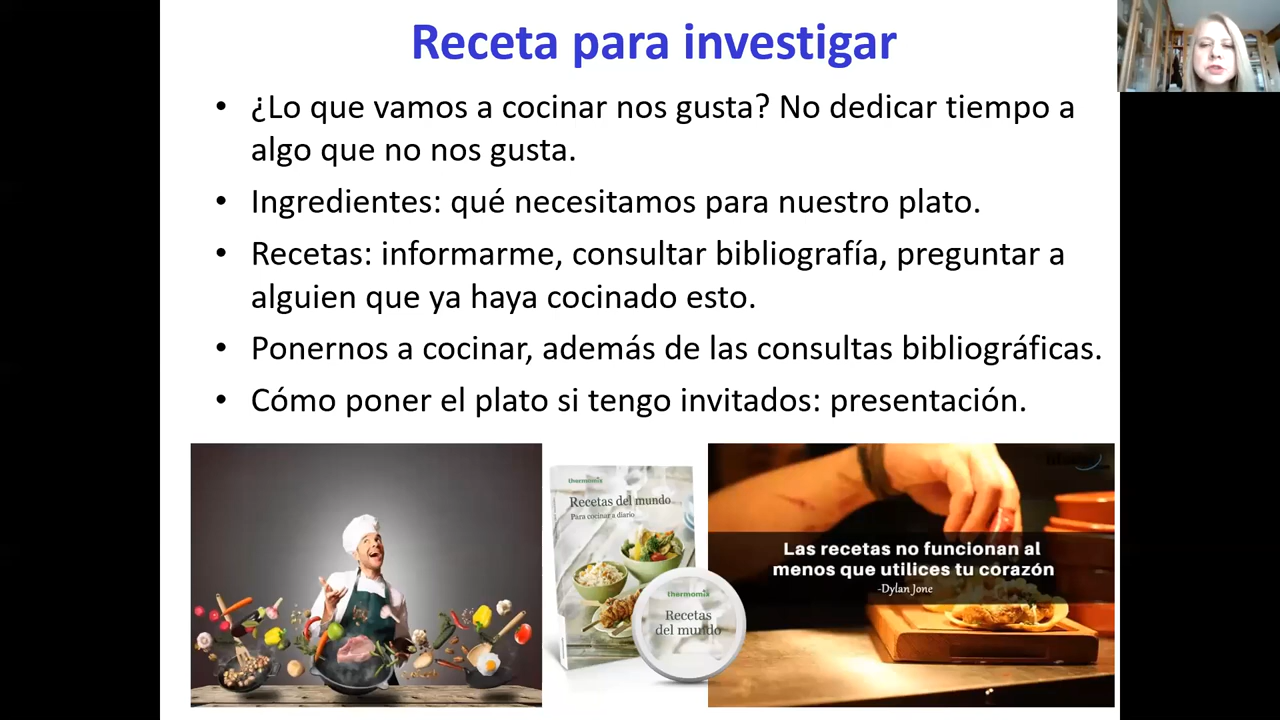 Receta para investigar
• ¿Lo que vamos a cocinar nos gusta? No dedicar tiempo a
algo que no nos gusta.
• Ingredientes: qué necesitamos para nuestro plato.
• Recetas: informarme, consultar bibliografía, preguntar a
alguien que ya haya cocinado esto.
• Ponernos a cocinar, además de las consultas bibliográficas.
• Cómo poner el plato si tengo invitados: presentación.
thermomix
Recetas del mundo
Para cocinar a diario
thermomix
Recetas
del mundo
Las recetas no funcionan al
menos que utilices tu corazón
-Dylan Jone